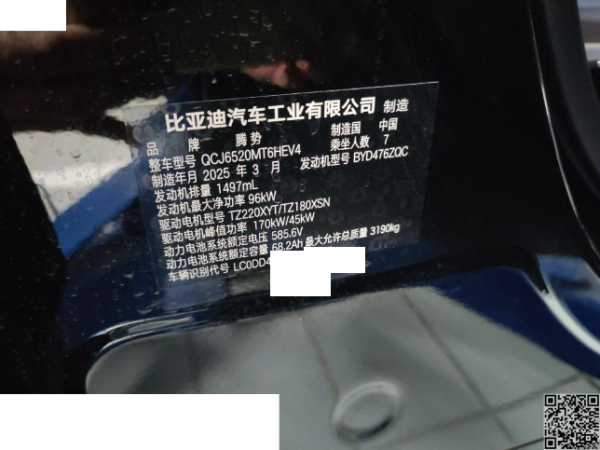 比亚迪汽车工业有限公司 制造
品 牌 腾势 制造国 中国
整车型号 QCJ6520MT6HEV4 乘坐人数 7
制造年月 2025 年 3 月 发动机型号 BYD476ZQC
发动机排量 1497mL
发动机最大净功率 96kW
驱动电机型号 TZ220XYT/TZ180XSN
驱动电机峰值功率 170kW/45kW
动力电池系统额定电压 585.6V
动力电池系统额定容量 68.2Ah 最大允许总质量 3190kg
车辆识别代号 LC0DD4